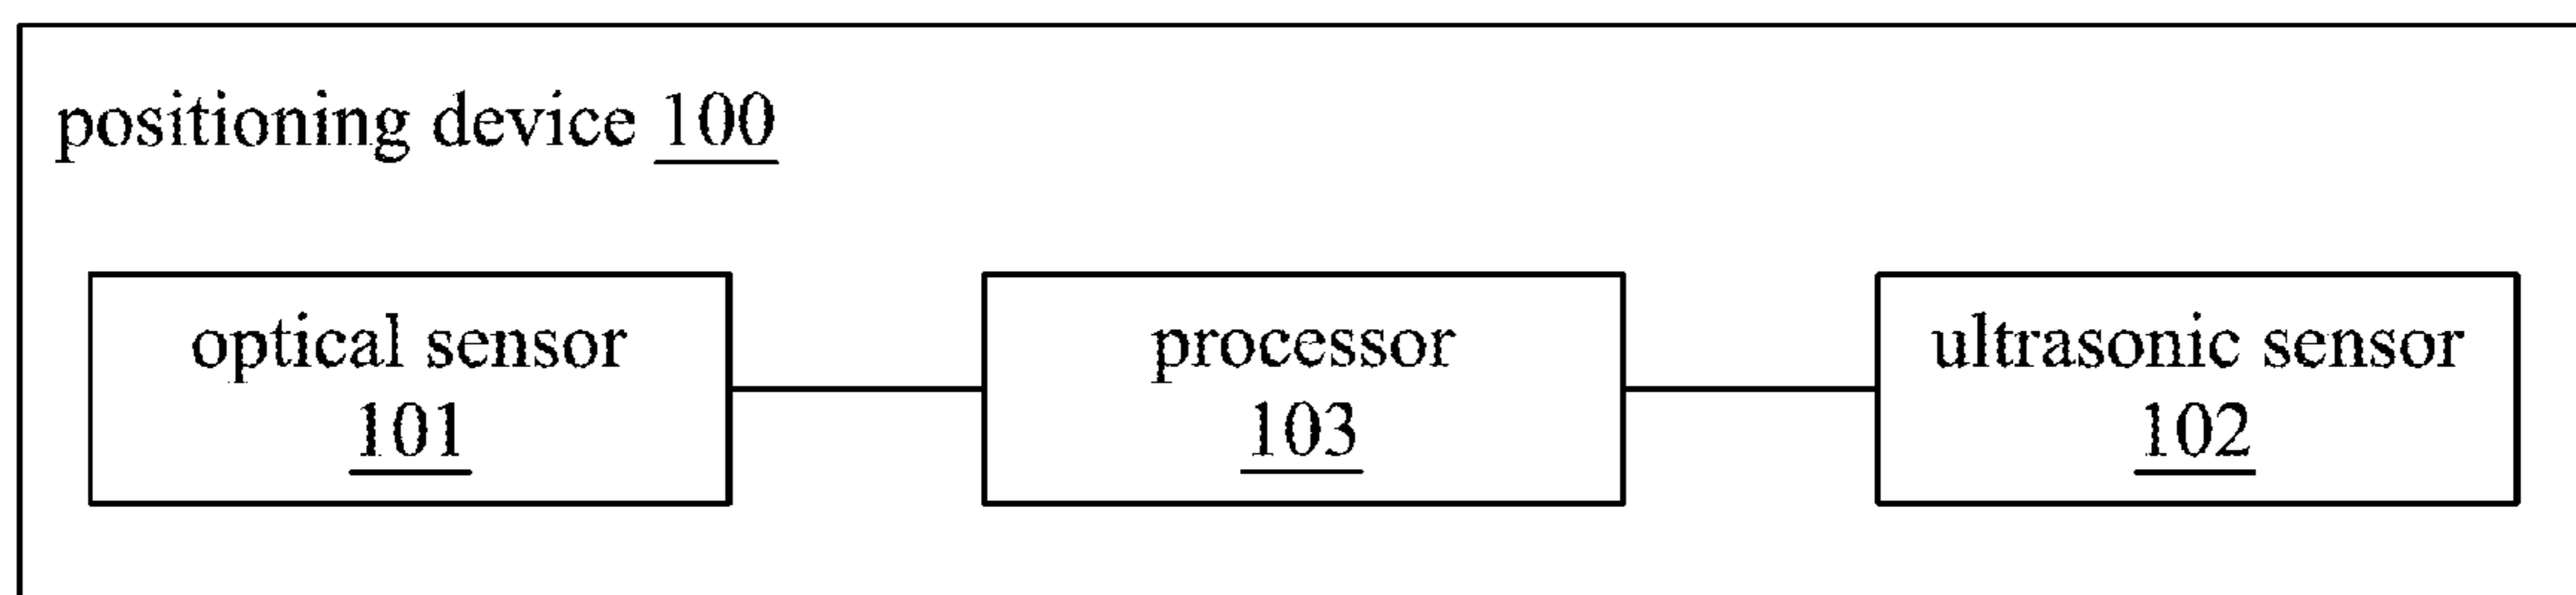 positioning device 100
optical sensor
101
processor
103
ultrasonic sensor
102